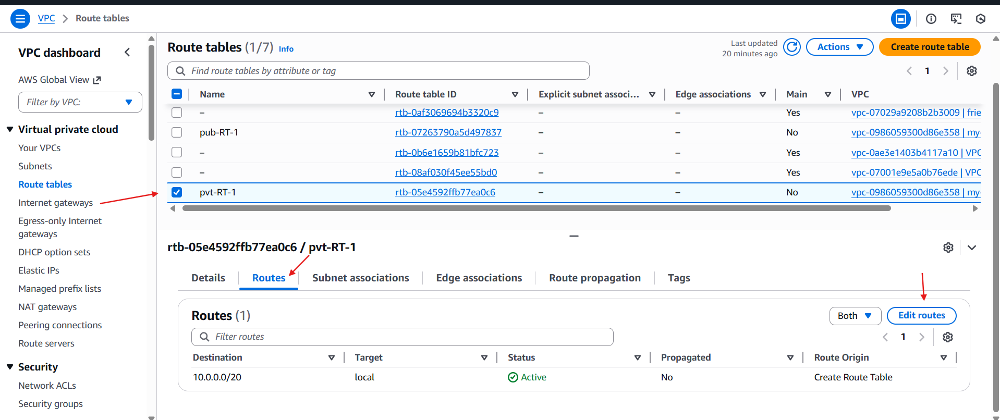 VPC > Route tables
VPC dashboard
AWS Global View
Filter by VPC:
Virtual private cloud
Your VPCs
Subnets
Route tables
Internet gateways
Egress-only Internet
gateways
DHCP option sets
Elastic IPs
Managed prefix lists
NAT gateways
Peering connections
Route servers
Security
Network ACLs
Security groups
Route tables (1/7) Info
Last updated
20 minutes ago
Actions
Create route table
Find route tables by attribute or tag
1
Name Route table ID Explicit subnet associ... Edge associations Main VPC
– rtb-0af3069694b3320c9 – – Yes vpc-07029a9208b2b3009 | frie
pub-RT-1 rtb-07263790a5d497837 – – No vpc-0986059300d86e358 | my-
– rtb-0b6e1659b81bfc723 – – Yes vpc-0ae3e1403b4117a10 | VPC
– rtb-08af030f45ee55bd0 – – Yes vpc-07001e9e5a0b76ede | VPC
pvt-RT-1 rtb-05e4592ffb77ea0c6 – – No vpc-0986059300d86e358 | my-
rtb-05e4592ffb77ea0c6 / pvt-RT-1
Details Routes Subnet associations Edge associations Route propagation Tags
Routes (1)
Both
Edit routes
Filter routes
1
Destination Target Status Propagated Route Origin
10.0.0.0/20 local Active No Create Route Table